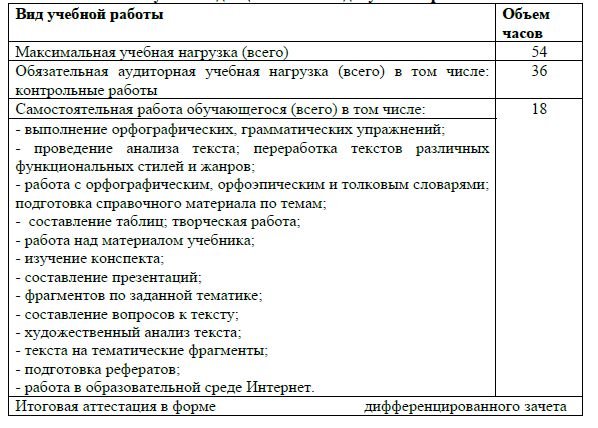 Вид учебной работы Объем
часов
Максимальная учебная нагрузка (всего) 54
Обязательная аудиторная учебная нагрузка (всего) в том числе: 36
контрольные работы
Самостоятельная работа обучающегося (всего) в том числе: 18
- выполнение орфографических, грамматических упражнений;
- проведение анализа текста; переработка текстов различных
функциональных стилей и жанров;
- работа с орфографическим, орфоэпическим и толковым словарями;
подготовка справочного материала по темам;
- составление таблиц; творческая работа;
- работа над материалом учебника;
- изучение конспекта;
- составление презентаций;
- фрагментов по заданной тематике;
- составление вопросов к тексту;
- художественный анализ текста;
- текста на тематические фрагменты;
- подготовка рефератов;
- работа в образовательной среде Интернет.
Итоговая аттестация в форме дифференцированного зачета